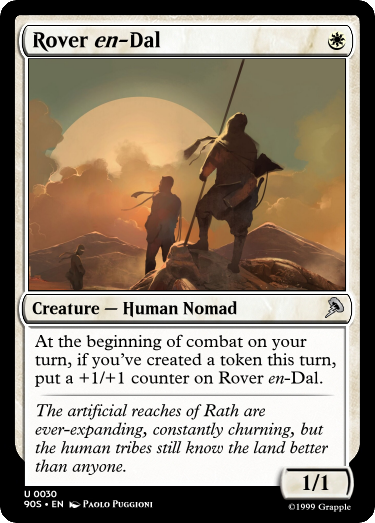 Rover en-Dal
Creature — Human Nomad
At the beginning of combat on your
turn, if you've created a token this turn,
put a +1/+1 counter on Rover en-Dal.
The artificial reaches of Rath are
ever-expanding, constantly churning, but
the human tribes still know the land better
than anyone.
1/1
U 0030
90S • EN Paolo Puggioni
©1999 Grapple